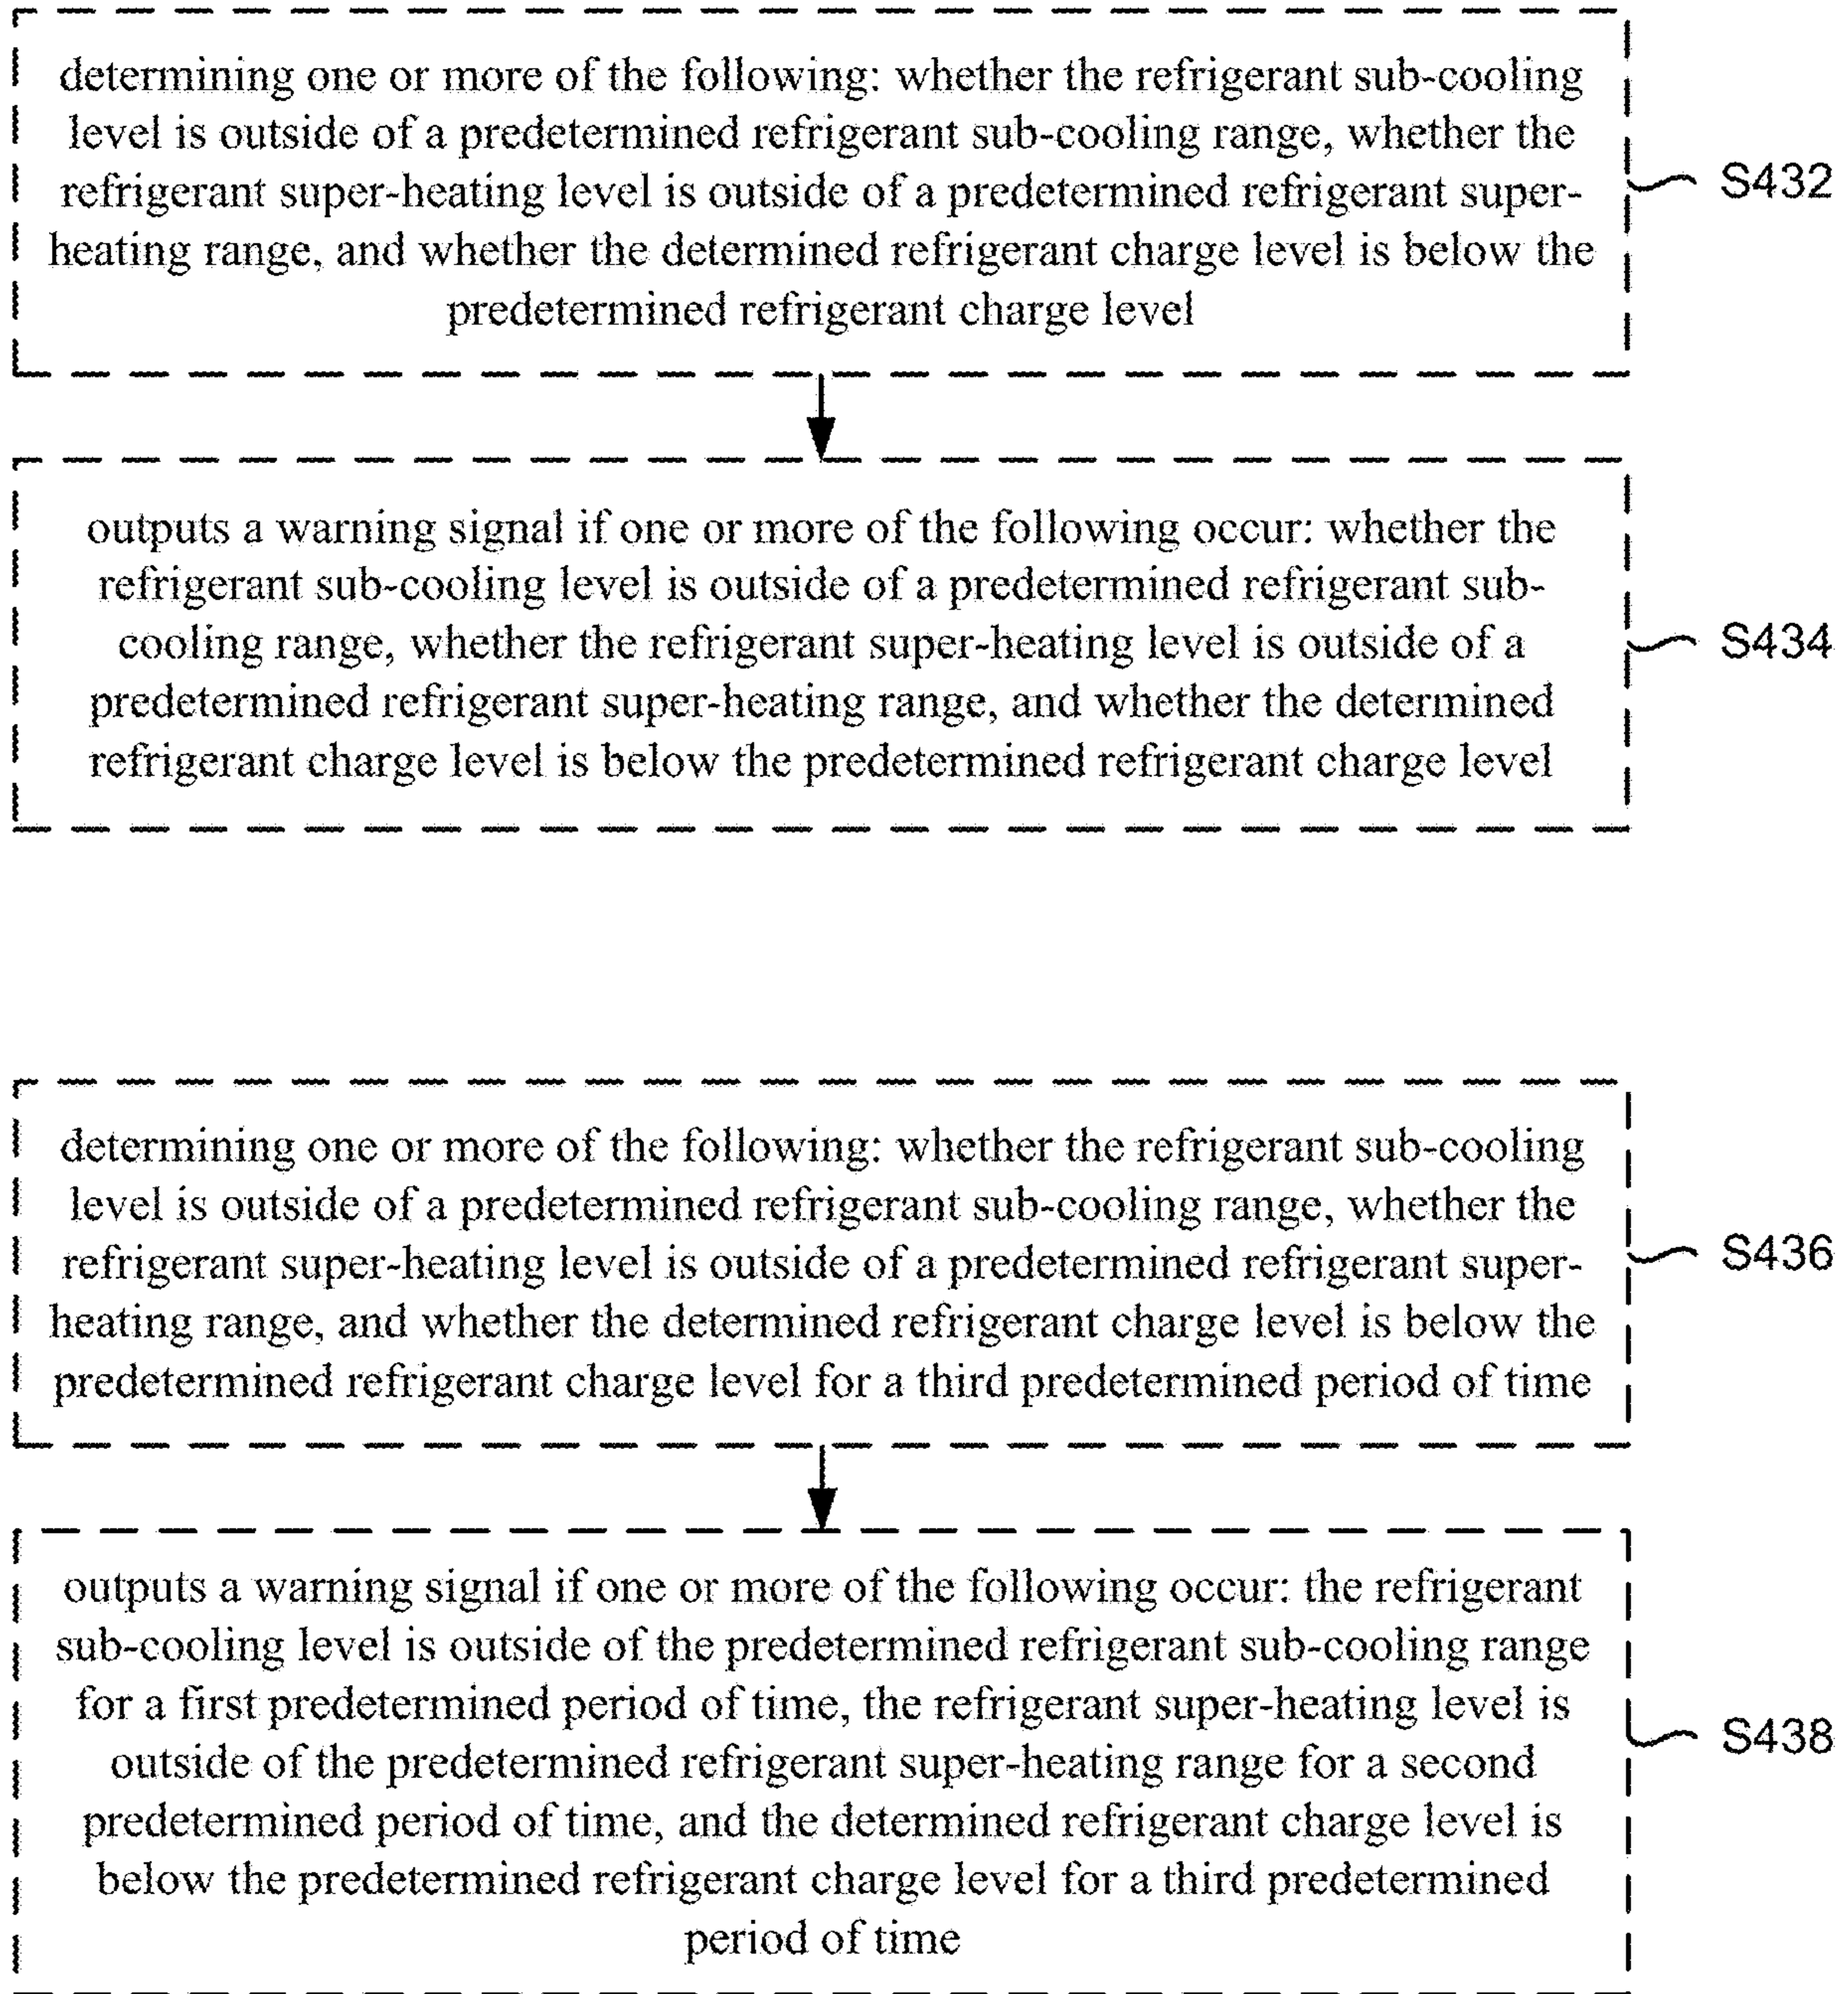 determining one or more of the following: whether the refrigerant sub-cooling
level is outside of a predetermined refrigerant sub-cooling range, whether the
refrigerant super-heating level is outside of a predetermined refrigerant super-
heating range, and whether the determined refrigerant charge level is below the
predetermined refrigerant charge level
S432
outputs a warning signal if one or more of the following occur: whether the
refrigerant sub-cooling level is outside of a predetermined refrigerant sub-
cooling range, whether the refrigerant super-heating level is outside of a
predetermined refrigerant super-heating range, and whether the determined
refrigerant charge level is below the predetermined refrigerant charge level
S434
determining one or more of the following: whether the refrigerant sub-cooling
level is outside of a predetermined refrigerant sub-cooling range, whether the
refrigerant super-heating level is outside of a predetermined refrigerant super-
heating range, and whether the determined refrigerant charge level is below the
predetermined refrigerant charge level for a third predetermined period of time
S436
outputs a warning signal if one or more of the following occur: the refrigerant
sub-cooling level is outside of the predetermined refrigerant sub-cooling range
for a first predetermined period of time, the refrigerant super-heating level is
outside of the predetermined refrigerant super-heating range for a second
predetermined period of time, and the determined refrigerant charge level is
below the predetermined refrigerant charge level for a third predetermined
period of time
S438